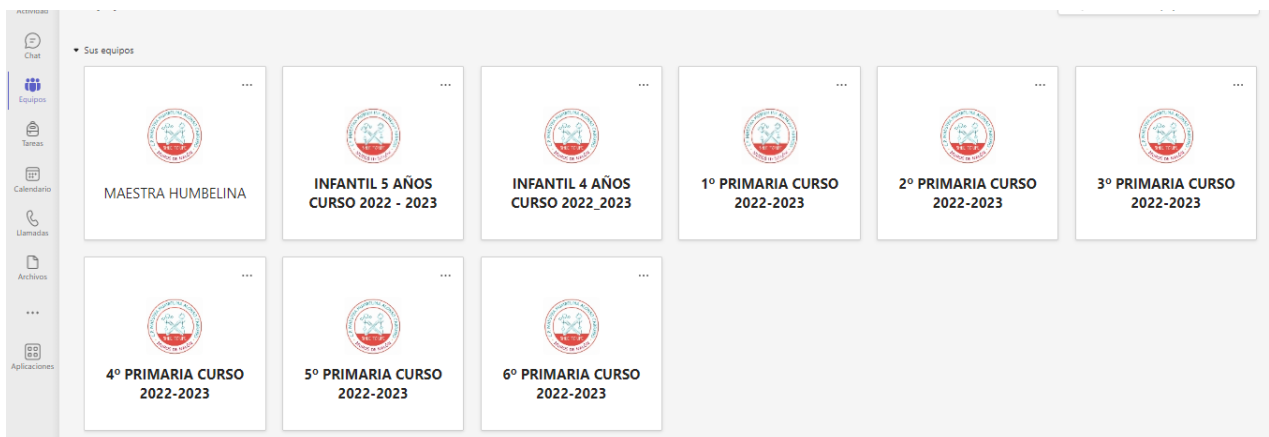 Actividad
Chat
Equipos
Tareas
Calendario
Llamadas
Archivos
...
Aplicaciones
Sus equipos
MAESTRA HUMBELINA
INFANTIL 5 AÑOS
CURSO 2022 - 2023
INFANTIL 4 AÑOS
CURSO 2022_2023
1º PRIMARIA CURSO
2022-2023
2º PRIMARIA CURSO
2022-2023
3º PRIMARIA CURSO
2022-2023
4º PRIMARIA CURSO
2022-2023
5º PRIMARIA CURSO
2022-2023
6º PRIMARIA CURSO
2022-2023